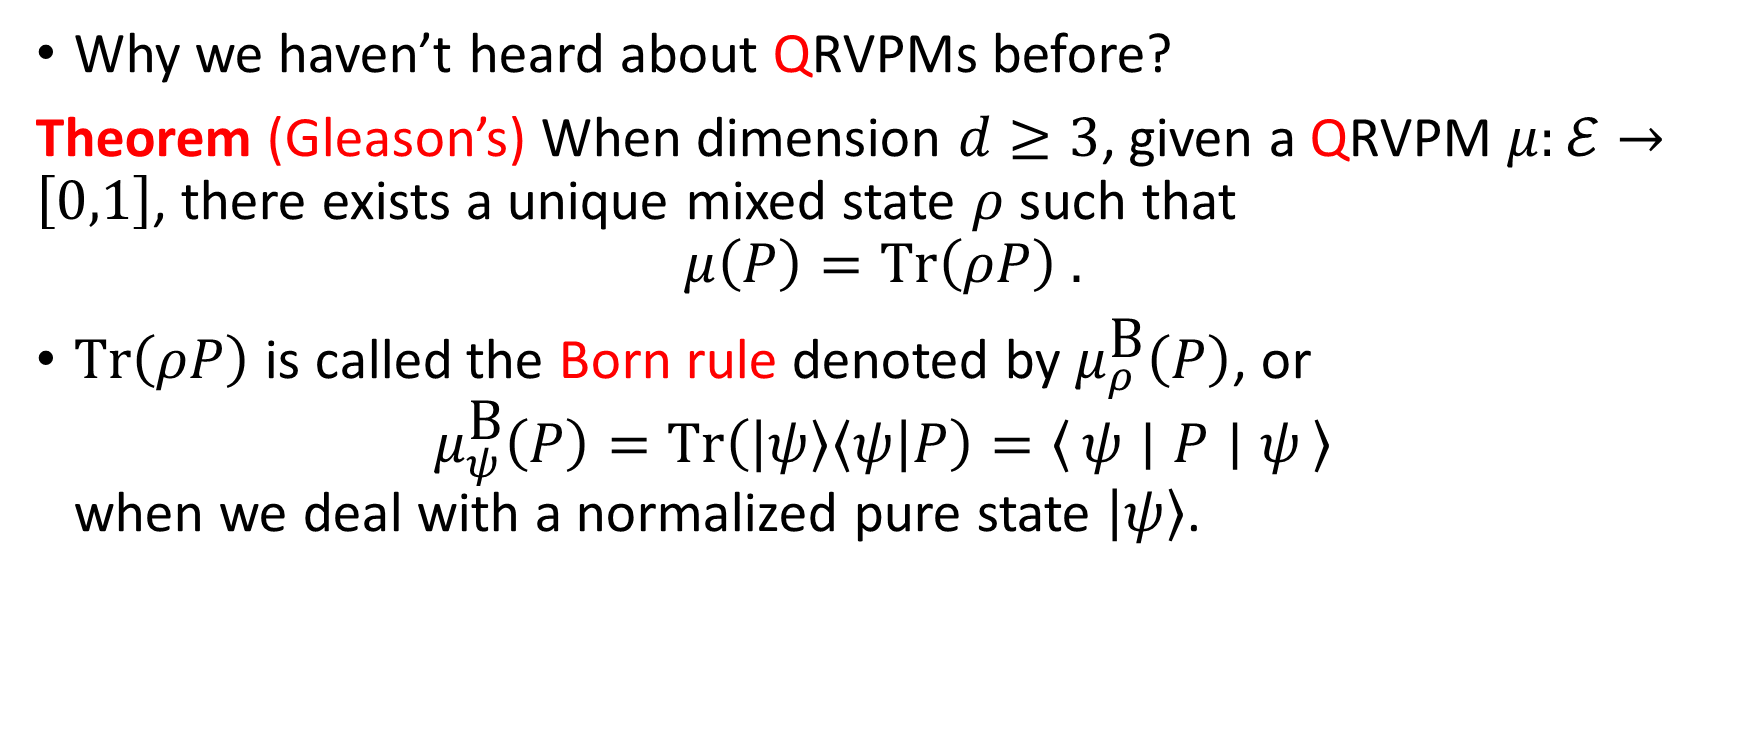 • Why we haven’t heard about QRVPMs before?
Theorem (Gleason’s) When dimension 𝑑 ≥ 3, given a QRVPM 𝜇: ℰ →
[0,1], there exists a unique mixed state 𝜌 such that
𝜇(𝑃) = Tr(𝜌𝑃) .
• Tr(𝜌𝑃) is called the Born rule denoted by 𝜇_𝜌^B(𝑃), or
𝜇_𝜓^B(𝑃) = Tr(|𝜓⟩⟨𝜓|𝑃) = ⟨ 𝜓 | 𝑃 | 𝜓 ⟩
when we deal with a normalized pure state |𝜓⟩.